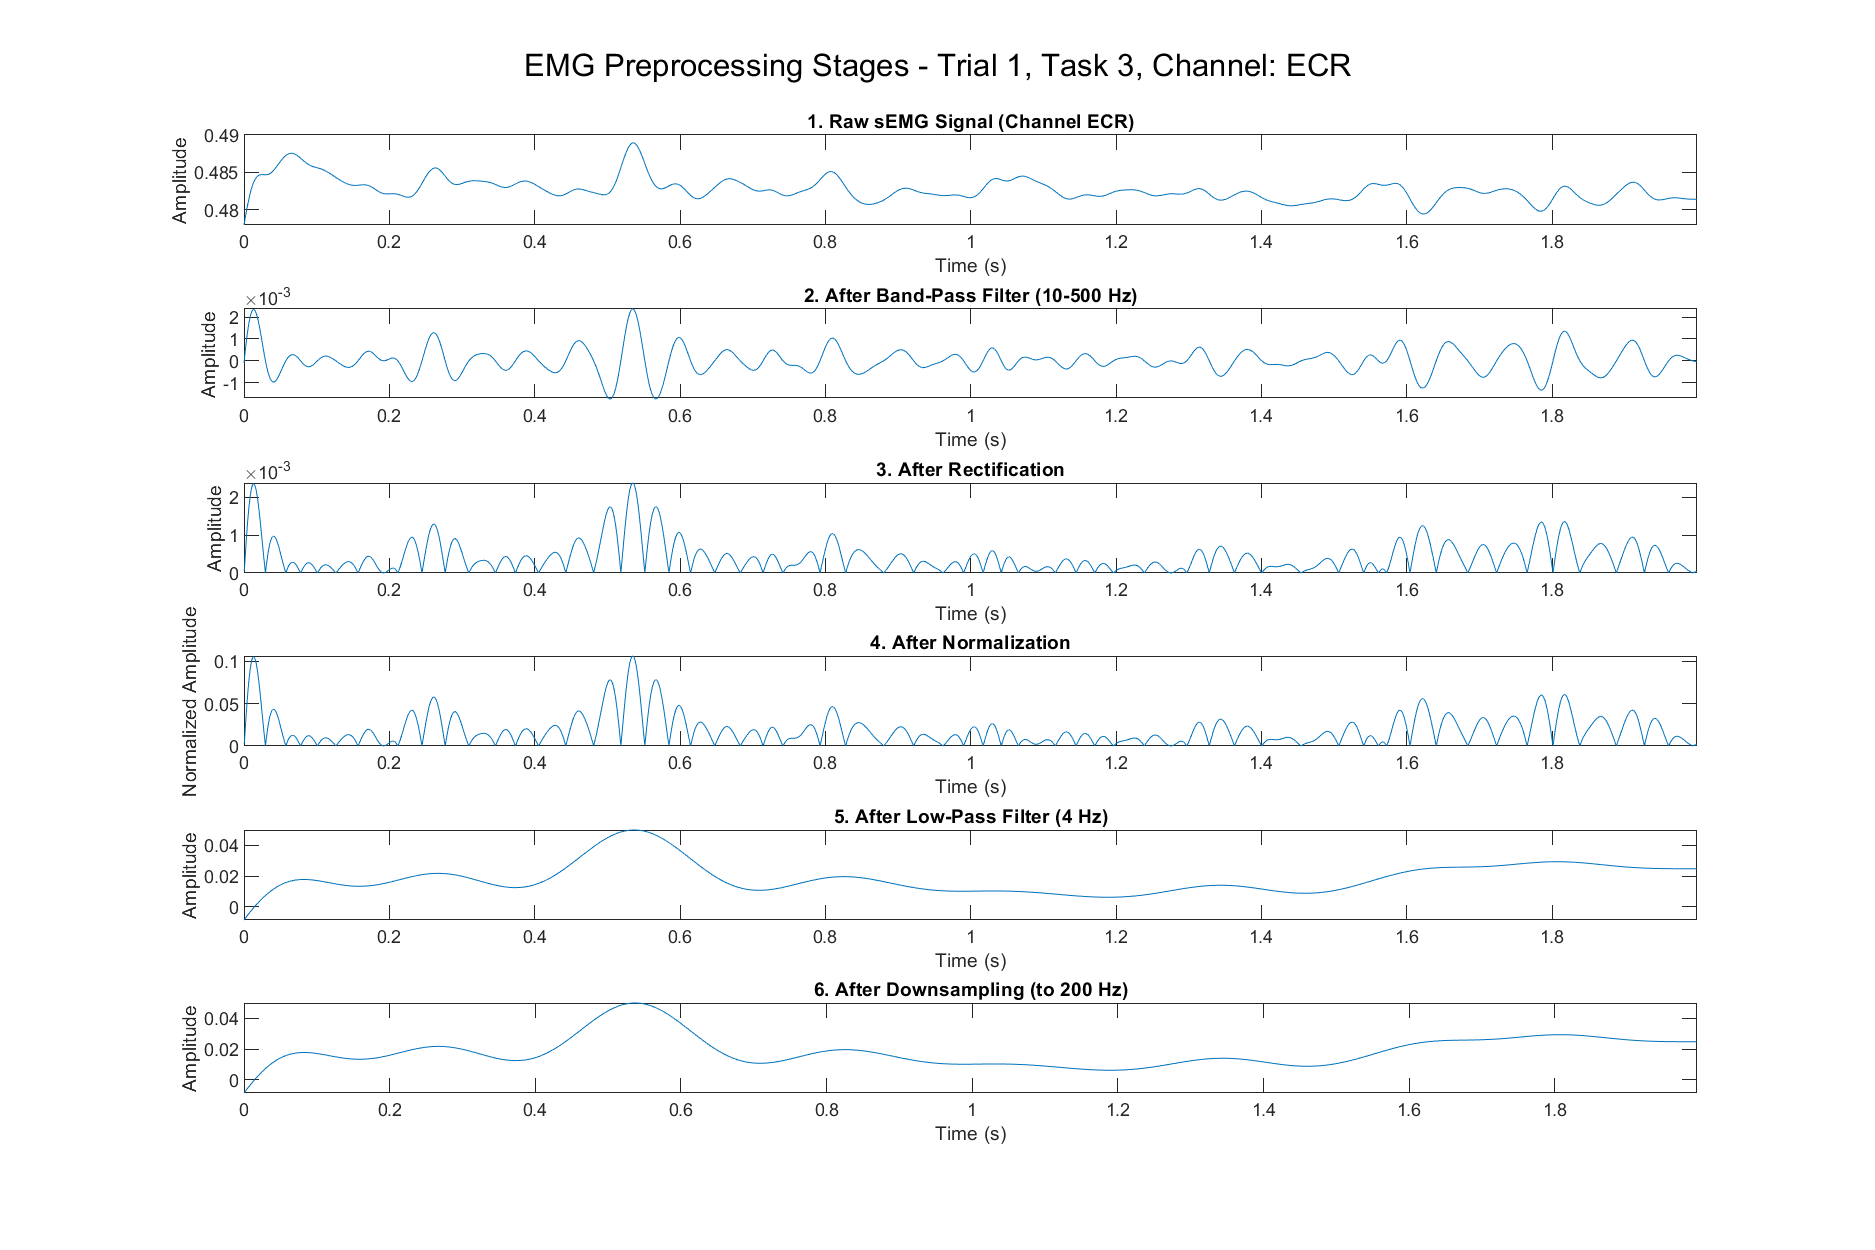 EMG Preprocessing Stages - Trial 1, Task 3, Channel: ECR
1. Raw sEMG Signal (Channel ECR)
Amplitude
0.49
0.485
0.48
0 0.2 0.4 0.6 0.8 1 1.2 1.4 1.6 1.8
Time (s)
2. After Band-Pass Filter (10-500 Hz)
×10-3
Amplitude
2
1
0
-1
0 0.2 0.4 0.6 0.8 1 1.2 1.4 1.6 1.8
Time (s)
3. After Rectification
×10-3
Amplitude
2
1
0
0 0.2 0.4 0.6 0.8 1 1.2 1.4 1.6 1.8
Time (s)
4. After Normalization
Normalized Amplitude
0.1
0.05
0
0 0.2 0.4 0.6 0.8 1 1.2 1.4 1.6 1.8
Time (s)
5. After Low-Pass Filter (4 Hz)
Amplitude
0.04
0.02
0
0 0.2 0.4 0.6 0.8 1 1.2 1.4 1.6 1.8
Time (s)
6. After Downsampling (to 200 Hz)
Amplitude
0.04
0.02
0
0 0.2 0.4 0.6 0.8 1 1.2 1.4 1.6 1.8
Time (s)